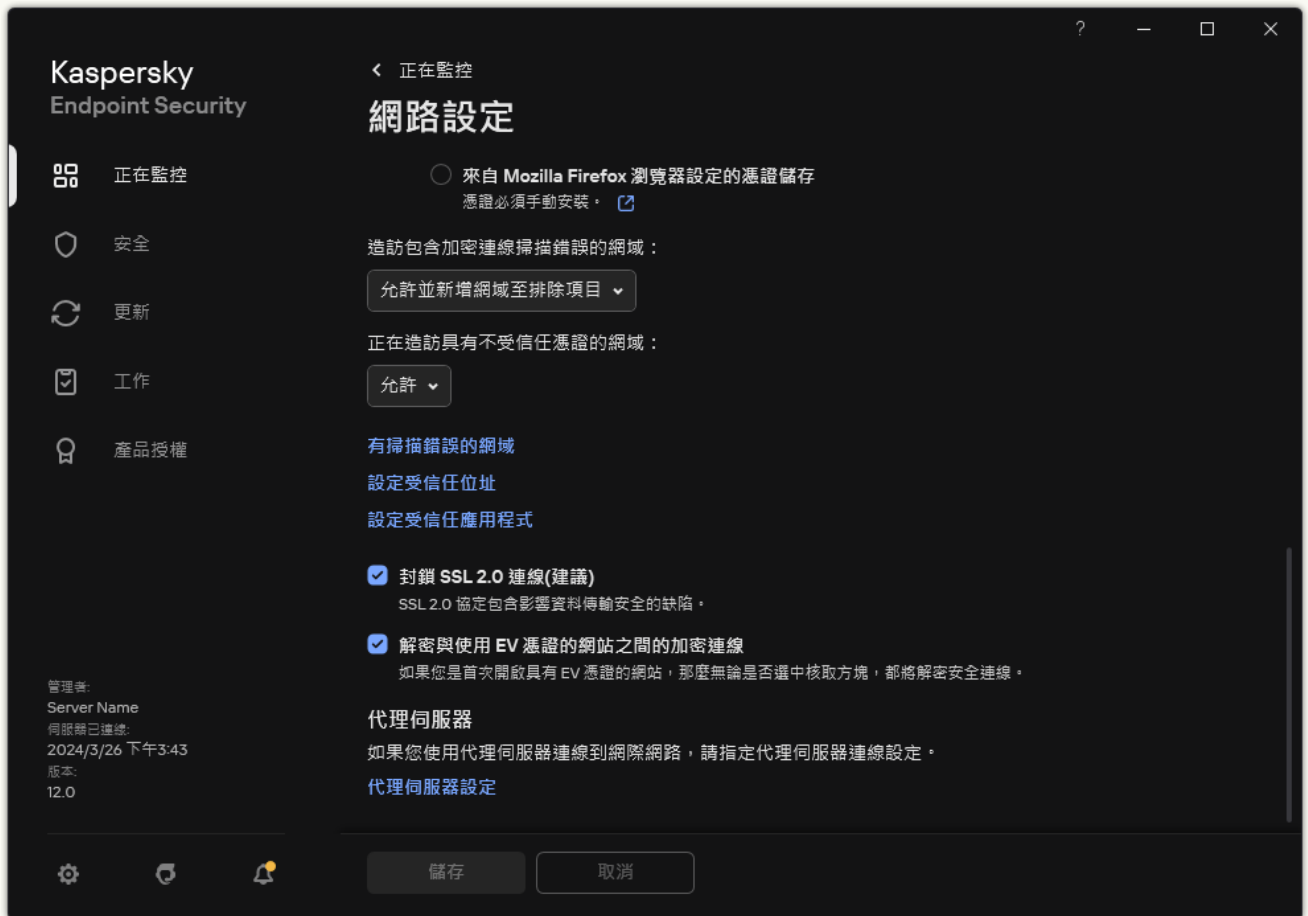 ?
Kaspersky
Endpoint Security
正在監控
安全
更新
工作
產品授權
管理者:
Server Name
伺服器已連線:
2024/3/26 下午3:43
版本:
12.0
正在監控
網路設定
來自 Mozilla Firefox 瀏覽器設定的憑證儲存
憑證必須手動安裝。
造訪包含加密連線掃描錯誤的網域：
允許並新增網域至排除項目
正在造訪具有不受信任憑證的網域：
允許
有掃描錯誤的網域
設定受信任位址
設定受信任應用程式
封鎖 SSL 2.0 連線(建議)
SSL 2.0 協定包含影響資料傳輸安全的缺陷。
解密與使用 EV 憑證的網站之間的加密連線
如果您是首次開啟具有 EV 憑證的網站，那麼無論是否選中核取方塊，都將解密安全連線。
代理伺服器
如果您使用代理伺服器連線到網際網路，請指定代理伺服器連線設定。
代理伺服器設定
儲存
取消